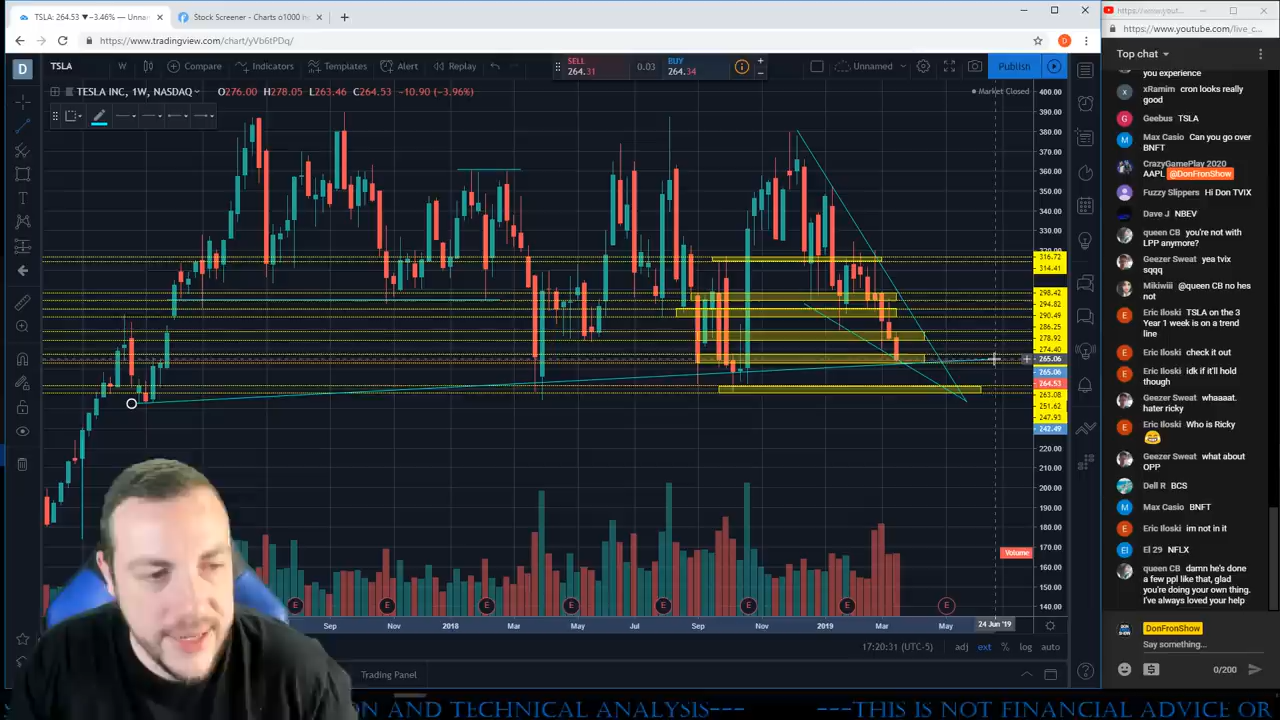 TSLA: 264.53 ▼−3.46% — Unnar
Stock Screener - Charts o1000 h
https://www.tradingview.com/chart/yVb6tPDq/
TSLA
W
Compare
Indicators
Templates
Alert
Replay
SELL
264.31
0.03
BUY
264.34
Unnamed
Publish
TESLA INC, 1W, NASDAQ
O276.00 H278.07 L263.46 C264.53 −10.90 (−3.96%)
Market Closed
400.00
390.00
380.00
370.00
360.00
350.00
340.00
330.00
320.00
316.72
314.41
298.42
294.82
290.49
286.25
278.92
274.40
265.06
265.06
264.53
263.08
251.62
247.93
242.49
220.00
210.00
200.00
190.00
180.00
170.00
160.00
150.00
140.00
Volume
E E E E E E E E
Sep
Nov
2018
Mar
May
Jul
Sep
Nov
2019
Mar
May
24 Jun '19
17:20:31 (UTC-5)
adj
ext
%
log
auto
Trading Panel
https://www.youtube.com/live_c...
Top chat
you experience
xRamim cron looks really
good
Geebus TSLA
Max Casio Can you go over
BNFT
CrazyGamePlay 2020
AAPL @DonFronShow
Fuzzy Slippers Hi Don TVIX
Dave J NBEV
queen CB you're not with
LPP anymore?
Geezer Sweat yea tvix
sqqq
Mikiwiii @queen CB no hes
not
Eric Iloski TSLA on the 3
Year 1 week is on a trend
line
Eric Iloski check it out
Eric Iloski idk if it'll hold
though
Geezer Sweat whaaaat.
hater ricky
Eric Iloski Who is Ricky
Geezer Sweat what about
OPP
Dell R BCS
Max Casio BNFT
Eric Iloski im not in it
El 29 NFLX
queen CB damn he's done
a few ppl like that, glad
you're doing your own thing.
I've always loved your help
DonFronShow
Say something...
0/200
ON AND TECHNICAL ANALYSIS--- ---THIS IS NOT FINANCIAL ADVICE OR